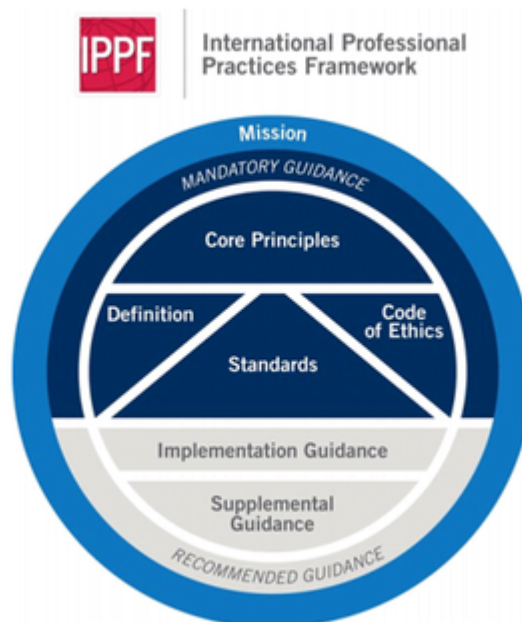 IPPF
International Professional
Practices Framework
Mission
MANDATORY GUIDANCE
Core Principles
Definition
Code
of Ethics
Standards
Implementation Guidance
Supplemental
Guidance
RECOMMENDED GUIDANCE